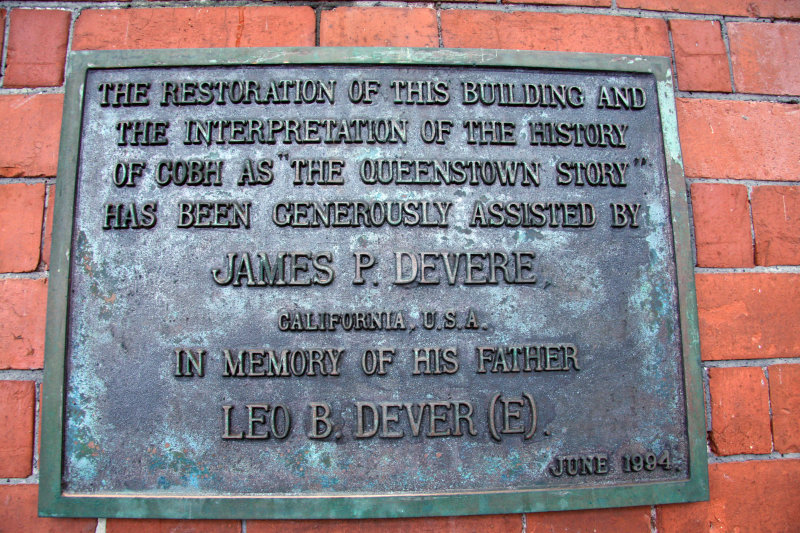 THE RESTORATION OF THIS BUILDING AND
THE INTERPRETATION OF THE HISTORY
OF COBH AS "THE QUEENSTOWN STORY"
HAS BEEN GENEROUSLY ASSISTED BY
JAMES P. DEVERE,
CALIFORNIA, U.S.A.
IN MEMORY OF HIS FATHER
LEO B. DEVER (E).
JUNE 1994.